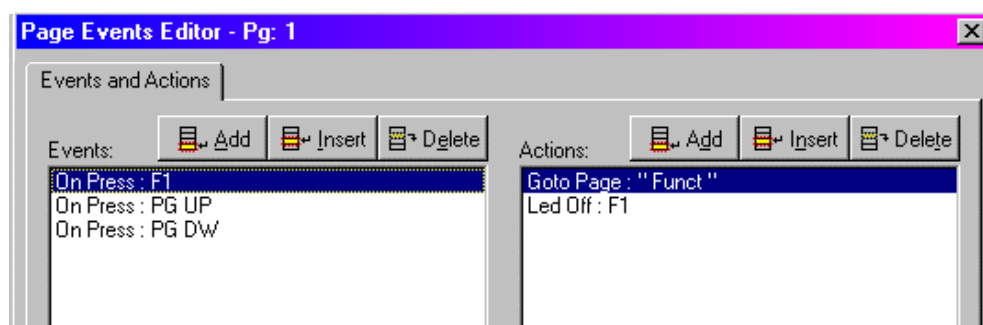 Page Events Editor - Pg: 1
Events and Actions
Events:
Add
Insert
Delete
On Press : F1
On Press : PG UP
On Press : PG DW
Actions:
Add
Insert
Delete
Goto Page : " Funct "
Led Off : F1